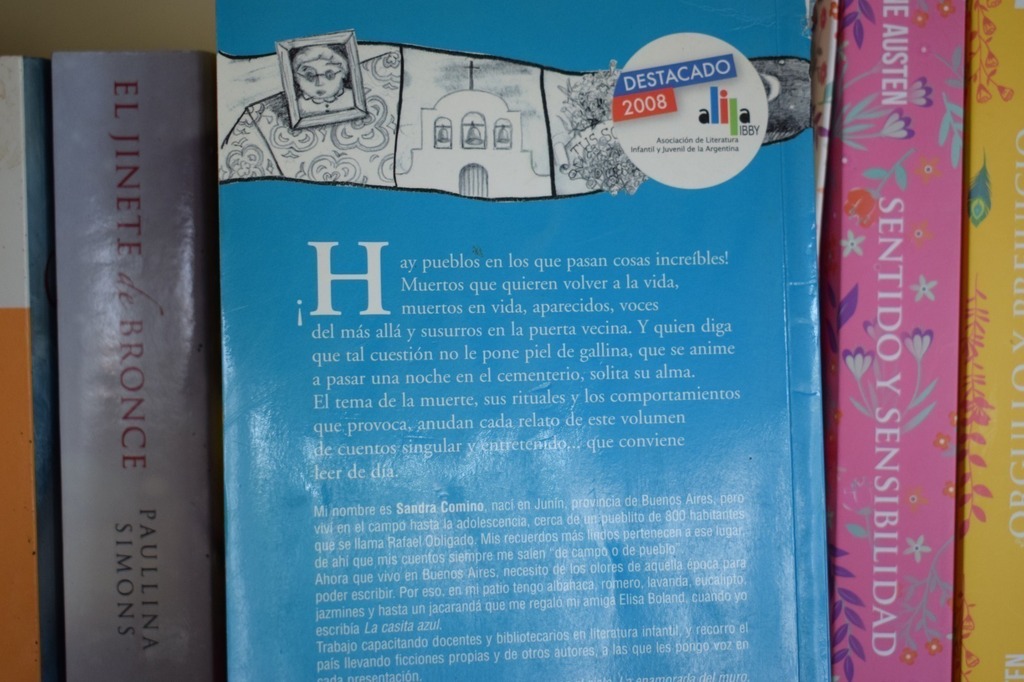 EL JINETE de BRONCE
PAULLINA
SIMONS
DESTACADO
2008
alija
IBBY
Asociación de Literatura
Infantil y Juvenil de la Argentina
¡Hay pueblos en los que pasan cosas increíbles!
Muertos que quieren volver a la vida,
muertos en vida, aparecidos, voces
del más allá y susurros en la puerta vecina. Y quien diga
que tal cuestión no le pone piel de gallina, que se anime
a pasar una noche en el cementerio, solita su alma.
El tema de la muerte, sus rituales y los comportamientos
que provoca, anudan cada relato de este volumen
de cuentos singular y entretenido... que conviene
leer de día.
Mi nombre es Sandra Comino, nací en Junín, provincia de Buenos Aires, pero
viví en el campo hasta la adolescencia, cerca de un pueblito de 800 habitantes
que se llama Rafael Obligado. Mis recuerdos más lindos pertenecen a ese lugar,
de ahí que mis cuentos siempre me salen "de campo o de pueblo".
Ahora que vivo en Buenos Aires, necesito de los olores de aquella época para
poder escribir. Por eso, en mi patio tengo albahaca, romero, lavanda, eucalipto,
jazmines y hasta un jacarandá que me regaló mi amiga Elisa Boland, cuando yo
escribía La casita azul.
Trabajo capacitando docentes y bibliotecarios en literatura infantil, y recorro el
país llevando ficciones propias y de otros autores, a las que les pongo voz en
cada presentación.
La enamorada del muro,
NE AUSTEN
SENTIDO Y SENSIBILIDAD
ORGULLO Y PREJUICIO
EN